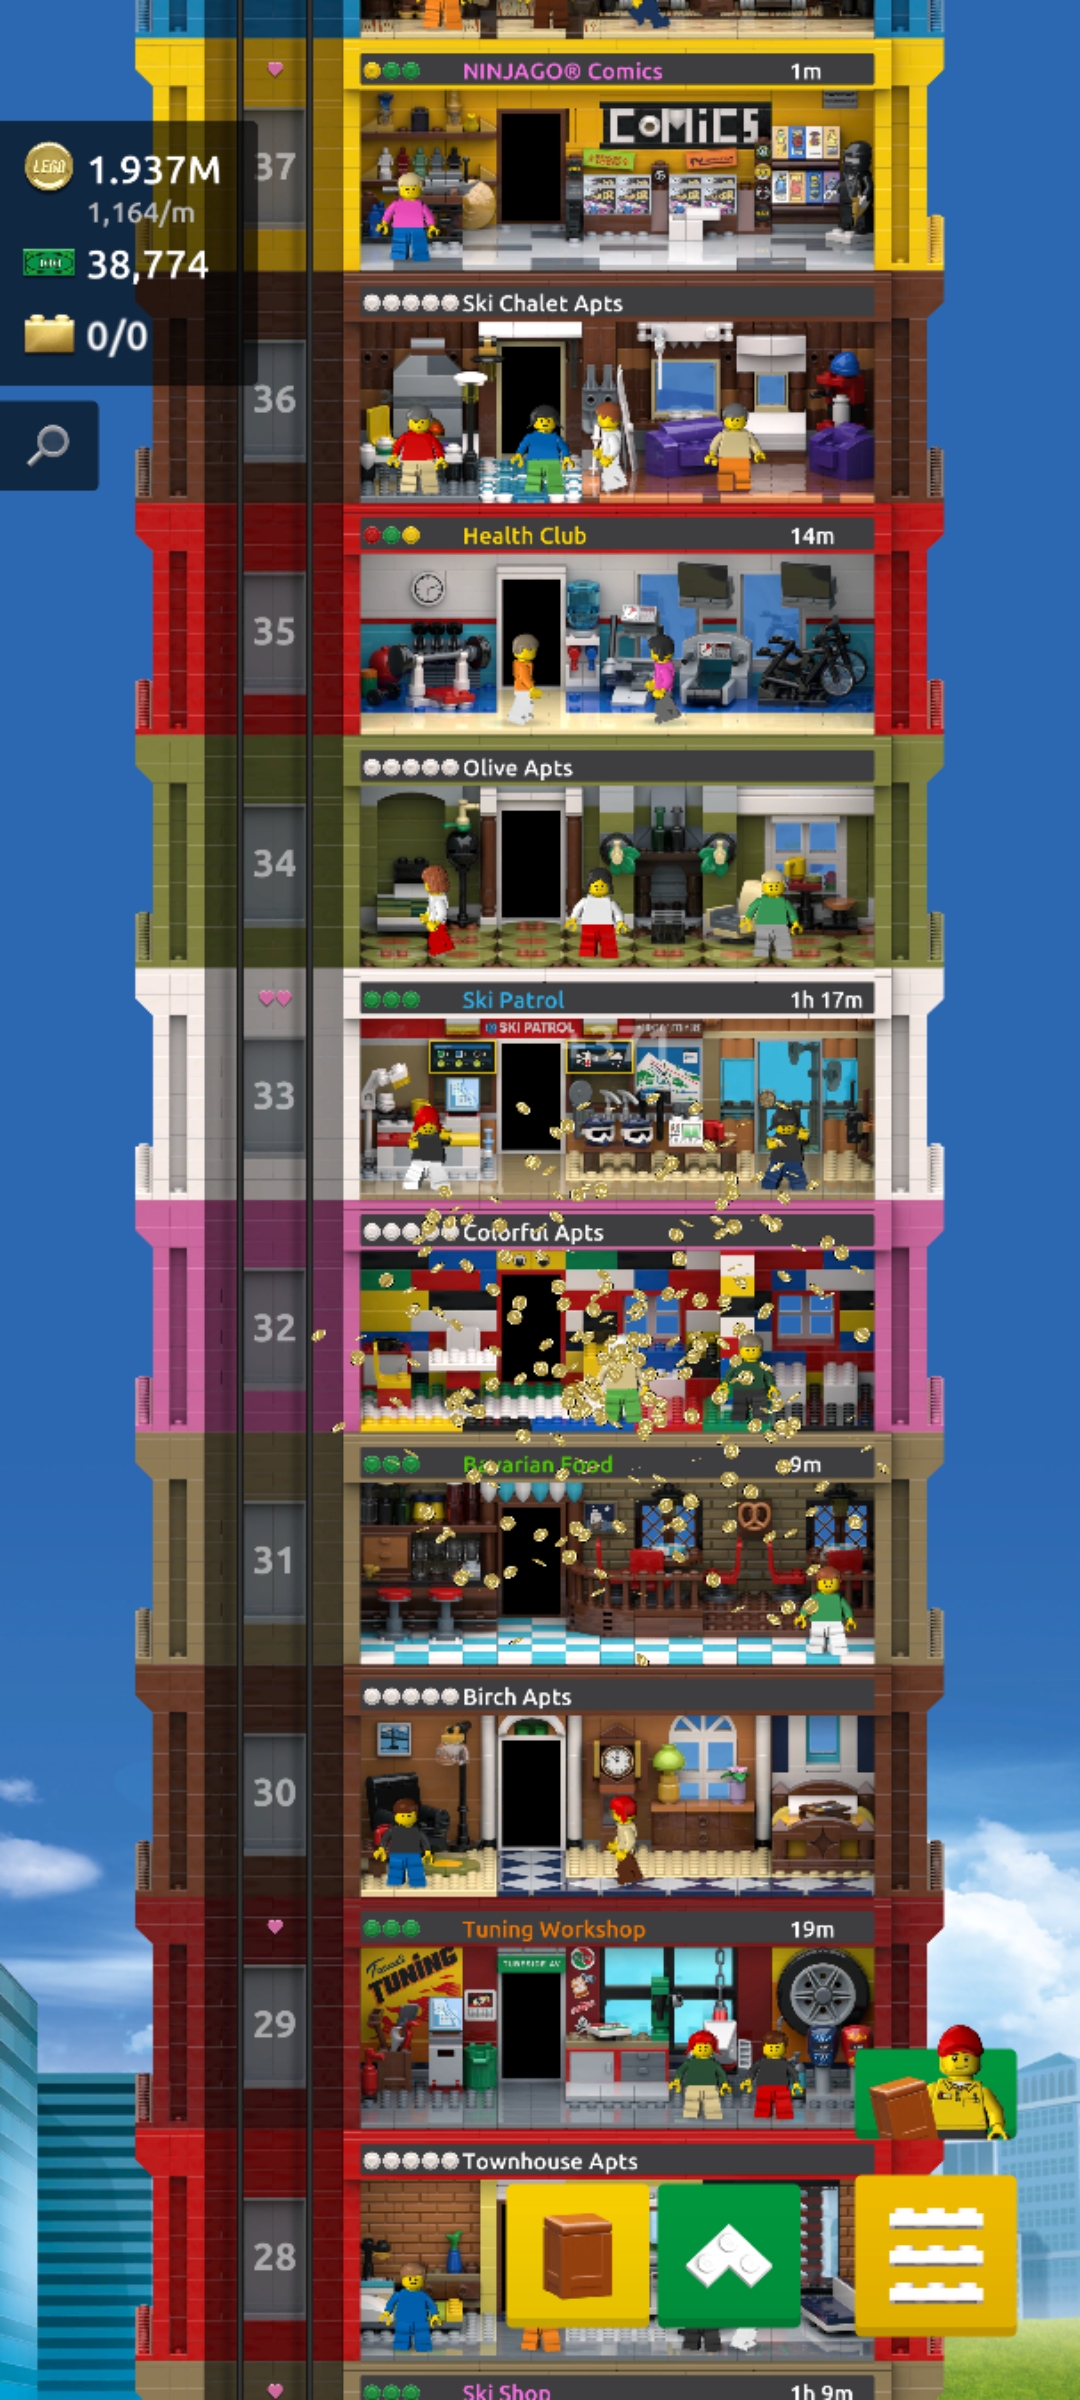 NINJAGO® Comics 1m
COMiCS
LEGO 1.937M
37
1,164/m
38,774
0/0
Ski Chalet Apts
36
Health Club 14m
35
Olive Apts
34
Ski Patrol 1h 17m
SKI PATROL
+371
33
Colorful Apts
32
Bavarian Food 9m
31
Birch Apts
30
Tuning Workshop 19m
TUNING
29
Townhouse Apts
28
Ski Shop 1h 9m